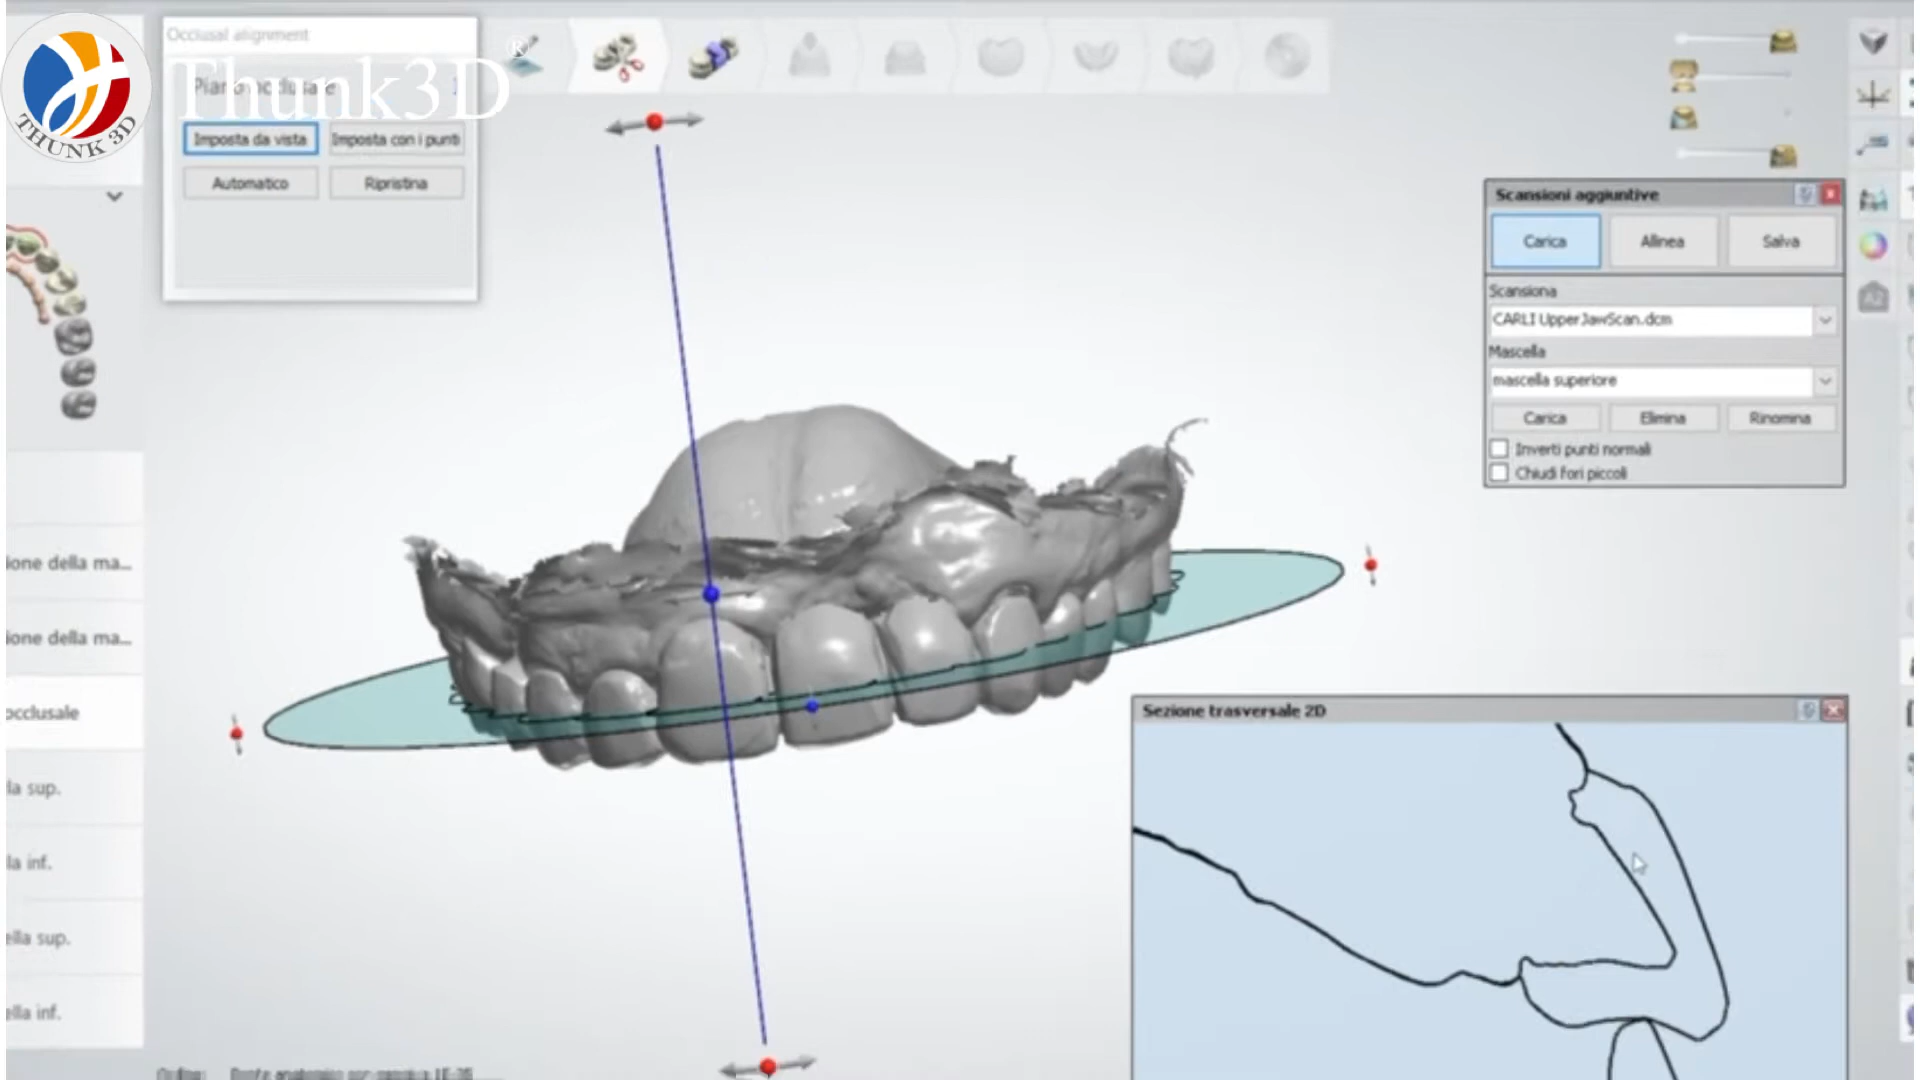 Occlusal alignment
Thunk3D®
THUNK 3D
Imposta da vista
Imposta con i punti
Automatico
Ripristina
Scansioni aggiuntive
Carica
Allinea
Salva
Scansiona
CARLI UpperJawScan.dcm
Mascella
mascella superiore
Carica
Elimina
Rinomina
Inverti punti normali
Chiudi fori piccoli
A2
ione della ma...
ione della ma...
occlusale
la sup.
la inf.
ella sup.
ella inf.
Sezione trasversale 2D